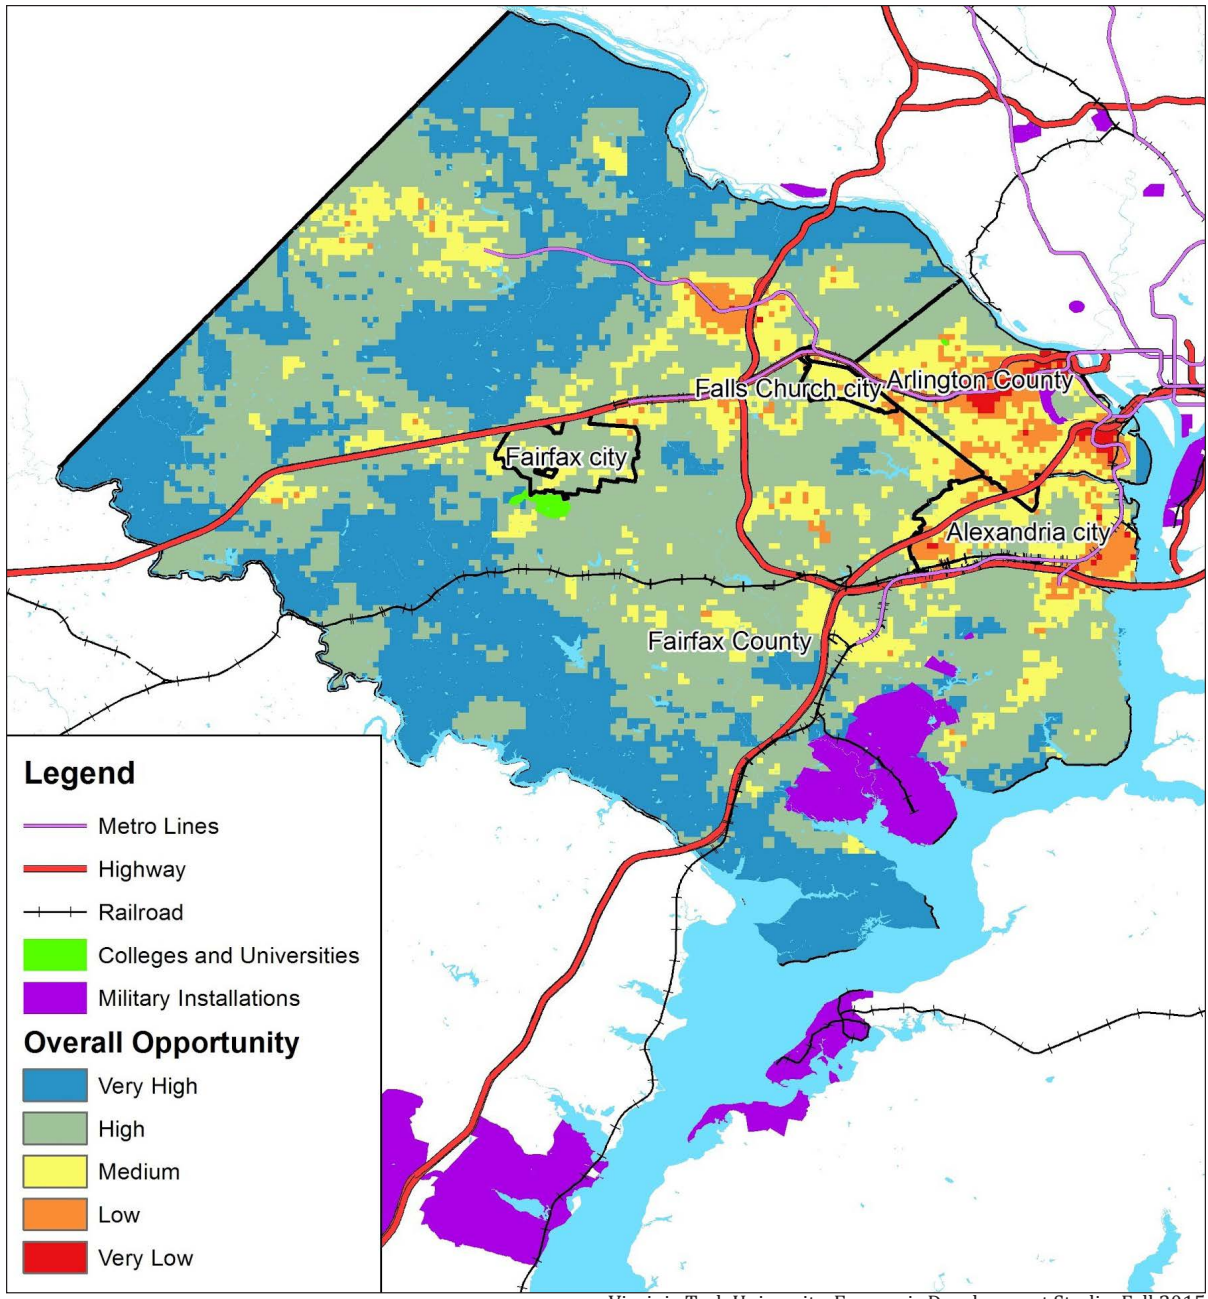 Falls Church city
Arlington County
Fairfax city
Alexandria city
Fairfax County
Legend
Metro Lines
Highway
Railroad
Colleges and Universities
Military Installations
Overall Opportunity
Very High
High
Medium
Low
Very Low